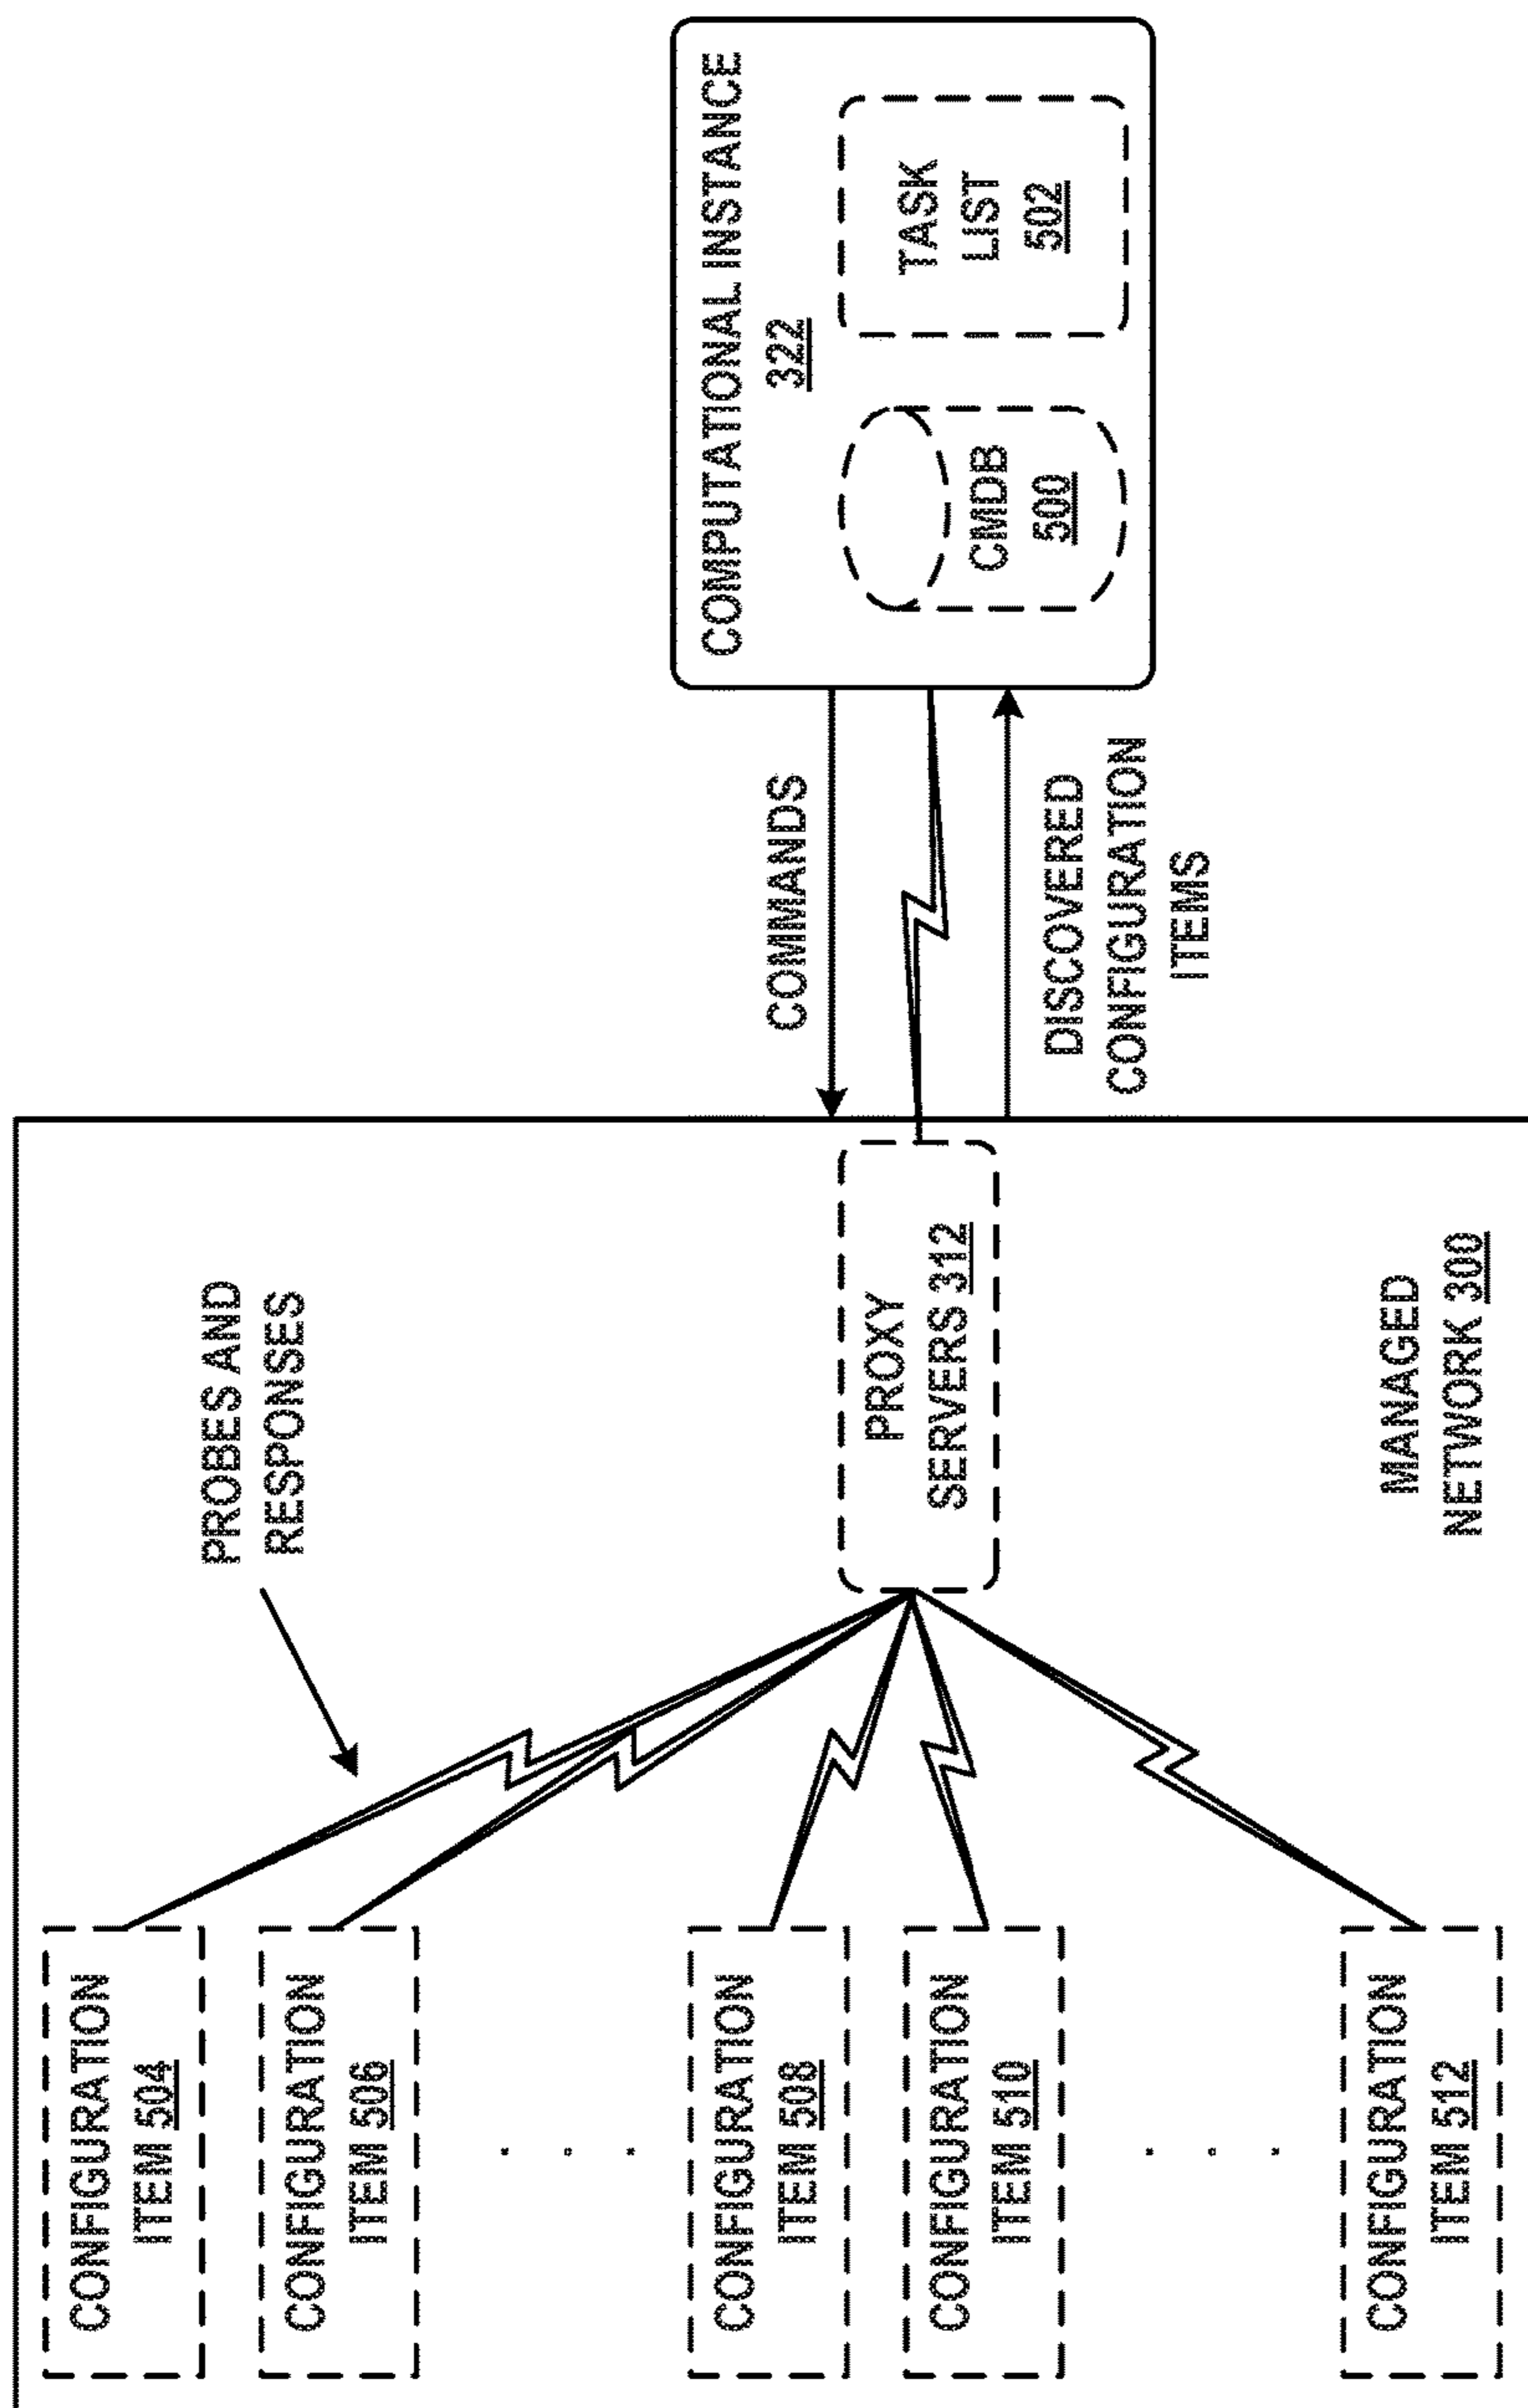 COMPUTATIONAL INSTANCE
322
CMDB
500
TASK
LIST
502
COMMANDS
DISCOVERED
CONFIGURATION
ITEMS
PROBES AND
RESPONSES
PROXY
SERVERS 312
MANAGED
NETWORK 300
CONFIGURATION
ITEM 504
CONFIGURATION
ITEM 506
CONFIGURATION
ITEM 508
CONFIGURATION
ITEM 510
CONFIGURATION
ITEM 512